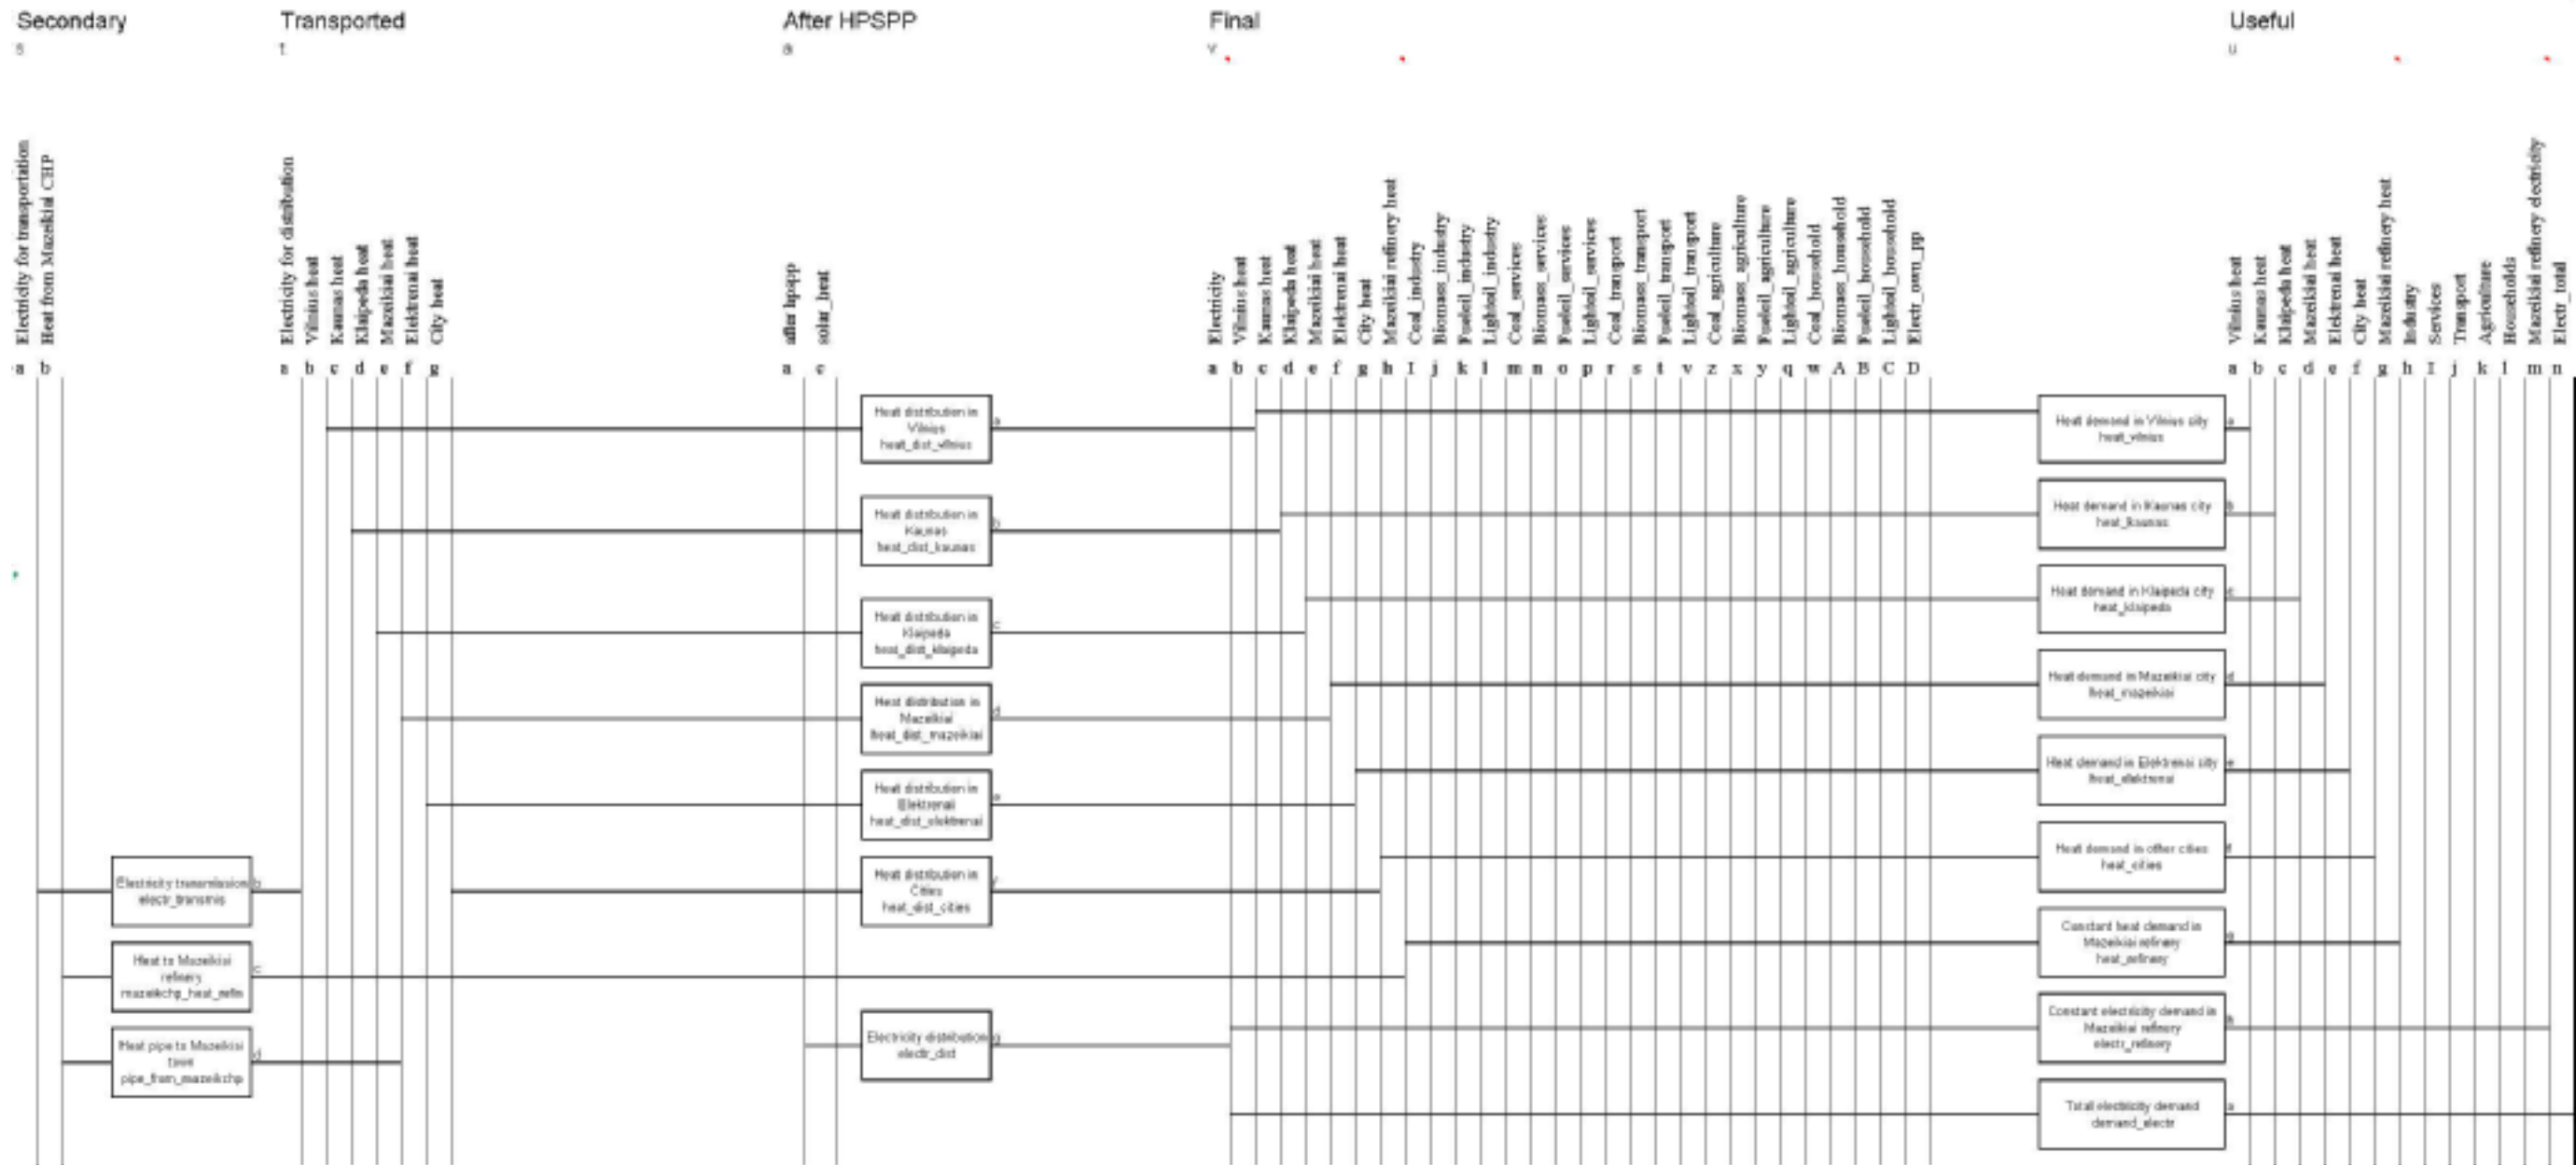 Secondary
s
Electricity for transportation
Heat from Mazeikiai CHP
a b
Transported
t
Electricity for distribution
Vilnius heat
Kaunas heat
Klaipeda heat
Mazeikiai heat
Elektrenai heat
City heat
a b c d e f g
After HPSPP
a
after hpspp
solar_heat
a c
Final
v
Electricity
Vilnius heat
Kaunas heat
Klaipeda heat
Mazeikiai heat
Elektrenai heat
City heat
Mazeikiai refinery heat
Coal_industry
Biomass_industry
Fueloil_industry
Lightoil_industry
Coal_services
Biomass_services
Fueloil_services
Lightoil_services
Coal_transport
Biomass_transport
Fueloil_transport
Lightoil_transport
Coal_agriculture
Biomass_agriculture
Fueloil_agriculture
Lightoil_agriculture
Coal_household
Biomass_household
Fueloil_household
Lightoil_household
Electr_own_pp
a b c d e f g h I j k l m n o p r s t v z x y q w A B C D
Useful
u
Vilnius heat
Kaunas heat
Klaipeda heat
Mazeikiai heat
Elektrenai heat
City heat
Mazeikiai refinery heat
Industry
Services
Transport
Agriculture
Households
Mazeikiai refinery electricity
Electr_total
a b c d e f g h I j k l m n
Electricity transmission
electr_transmis
b
Heat to Mazeikiai
refinery
mazeikchp_heat_refin
c
Heat pipe to Mazeikiai
town
pipe_from_mazeikchp
d
Heat distribution in
Vilnius
heat_dist_vilnius
a
Heat distribution in
Kaunas
heat_dist_kaunas
b
Heat distribution in
Klaipeda
heat_dist_klaipeda
c
Heat distribution in
Mazeikiai
heat_dist_mazeikiai
d
Heat distribution in
Elektrenai
heat_dist_elektrenai
e
Heat distribution in
Cities
heat_dist_cities
f
Electricity distribution
electr_dist
g
Heat demand in Vilnius city
heat_vilnius
a
Heat demand in Kaunas city
heat_kaunas
b
Heat demand in Klaipeda city
heat_klaipeda
c
Heat demand in Mazeikiai city
heat_mazeikiai
d
Heat demand in Elektrenai city
heat_elektrenai
e
Heat demand in other cities
heat_cities
f
Constant heat demand in
Mazeikiai refinery
heat_refinery
g
Constant electricity demand in
Mazeikiai refinery
electr_refinery
h
Total electricity demand
demand_electr
a